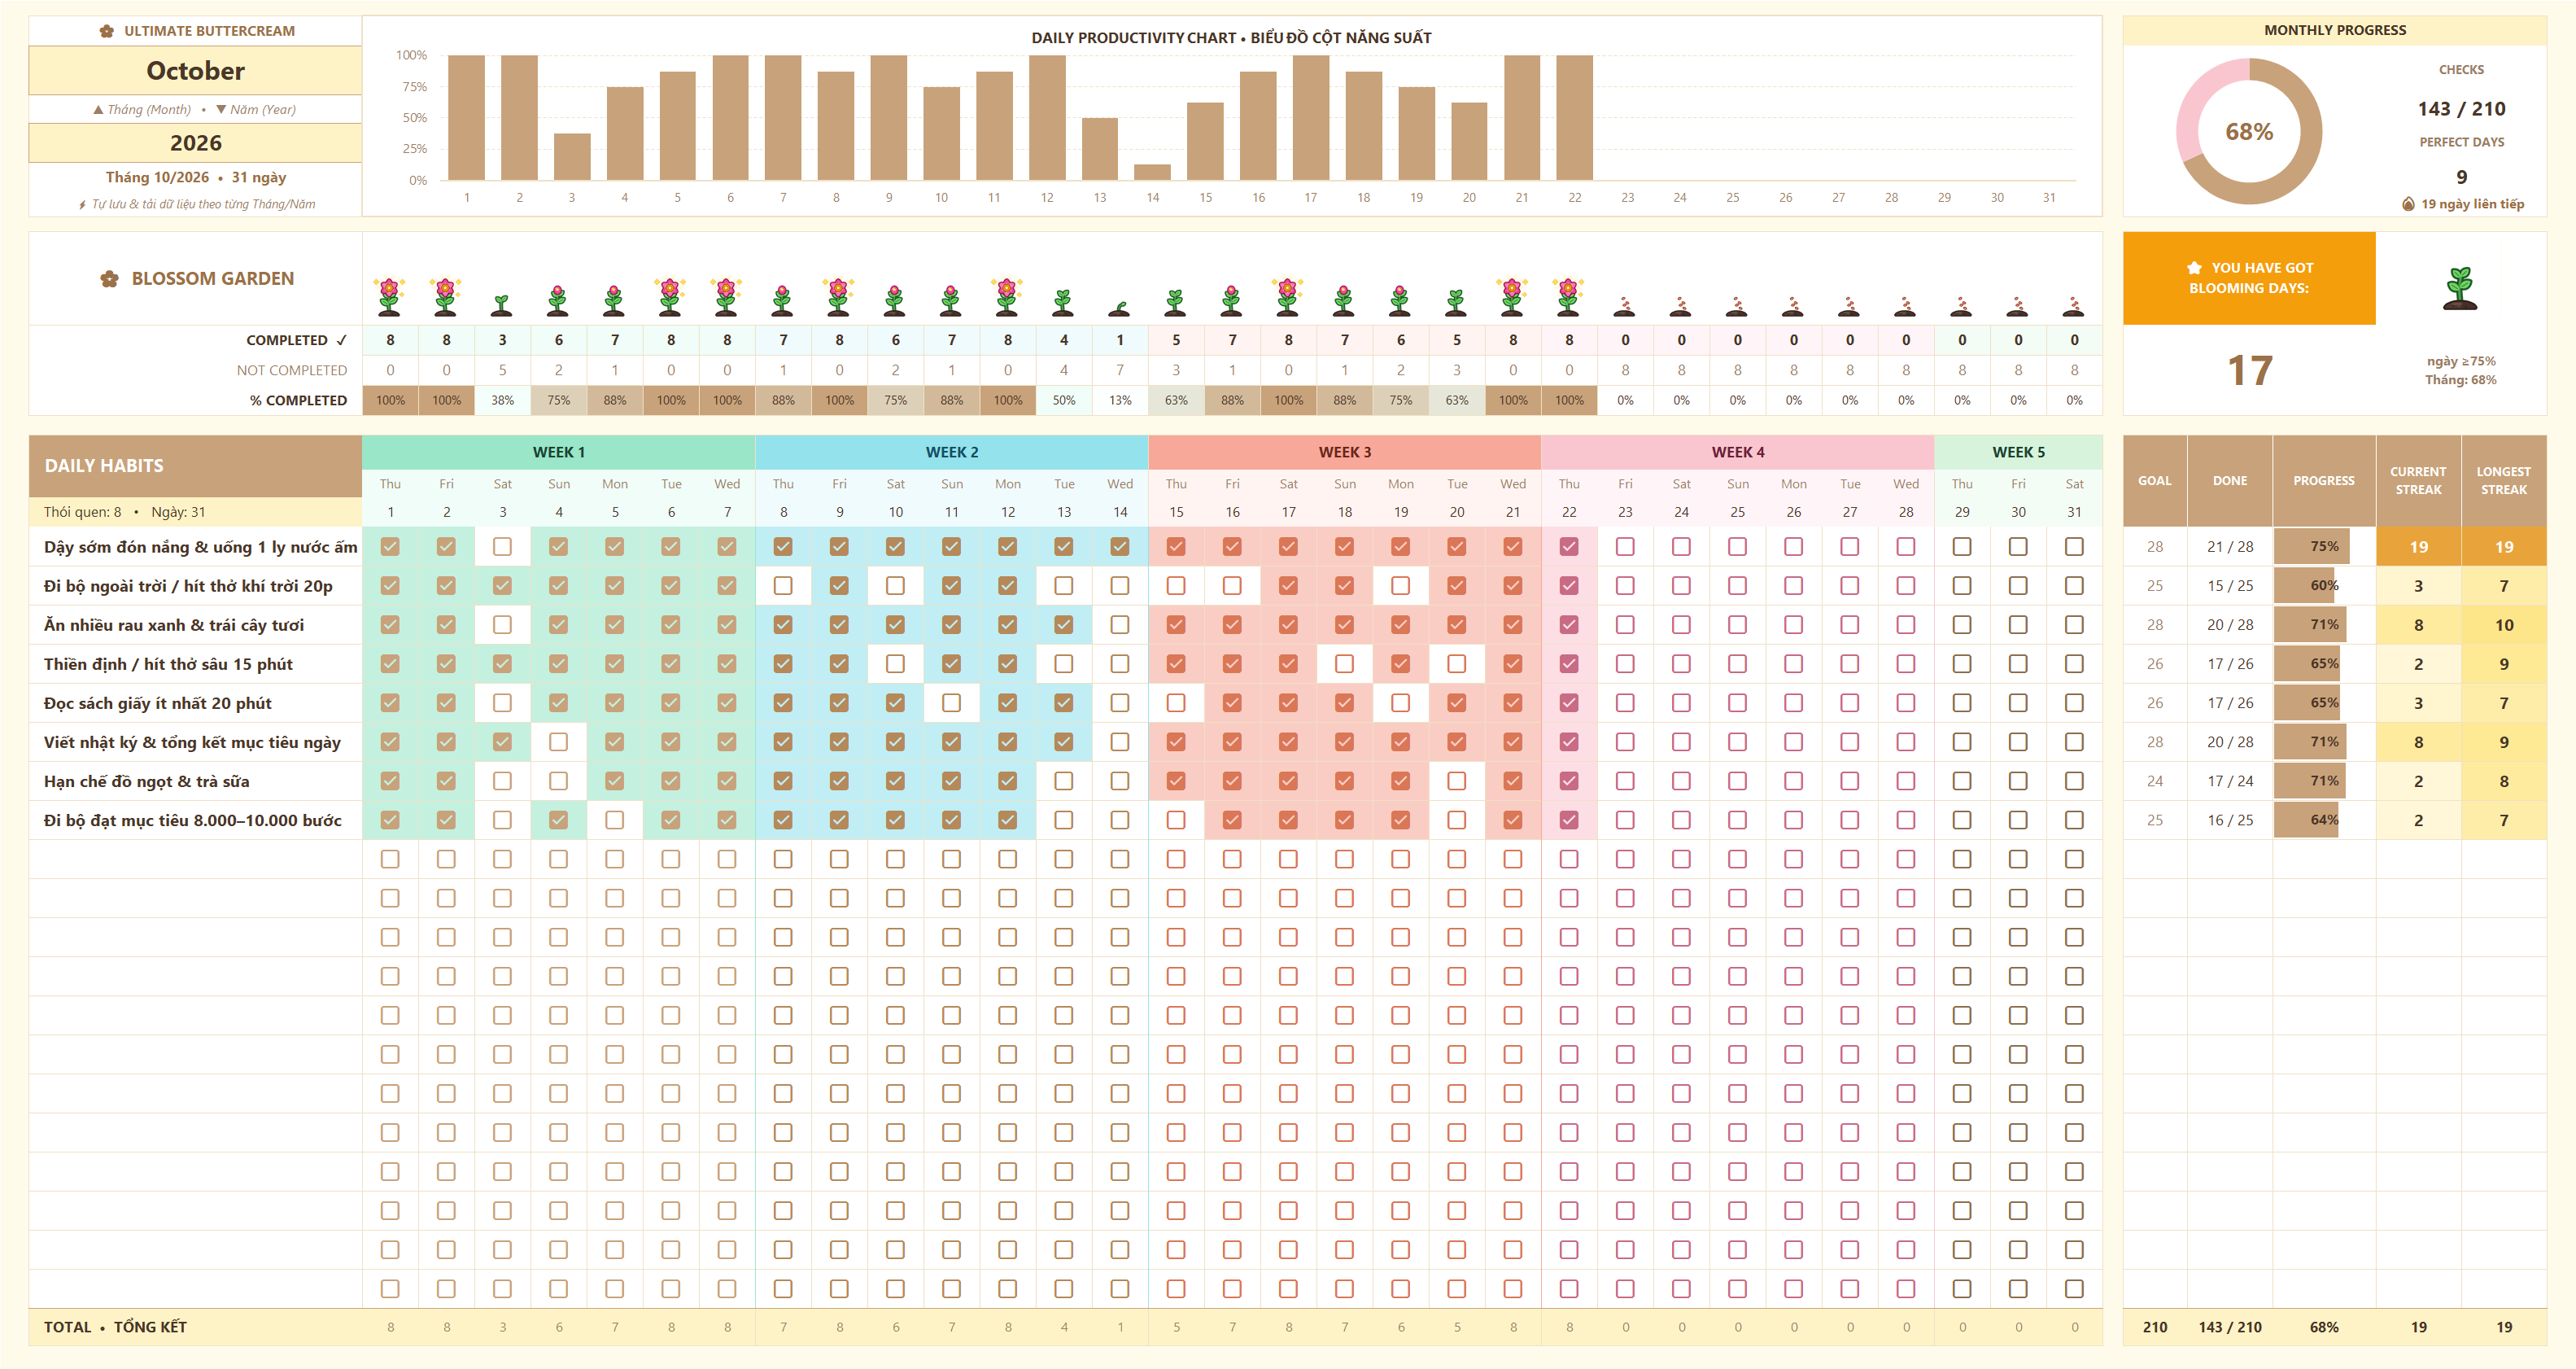 ULTIMATE BUTTERCREAM
October
▲ Tháng (Month) • ▼ Năm (Year)
2026
Tháng 10/2026 • 31 ngày
Tự lưu & tải dữ liệu theo từng Tháng/Năm
DAILY PRODUCTIVITY CHART • BIỂU ĐỒ CỘT NĂNG SUẤT
100%
75%
50%
25%
0%
1 2 3 4 5 6 7 8 9 10 11 12 13 14 15 16 17 18 19 20 21 22 23 24 25 26 27 28 29 30 31
MONTHLY PROGRESS
68%
CHECKS
143 / 210
PERFECT DAYS
9
19 ngày liên tiếp
BLOSSOM GARDEN
COMPLETED ✓ 8 8 3 6 7 8 8 7 8 6 7 8 4 1 5 7 8 7 6 5 8 8 0 0 0 0 0 0 0 0 0
NOT COMPLETED 0 0 5 2 1 0 0 1 0 2 1 0 4 7 3 1 0 1 2 3 0 0 8 8 8 8 8 8 8 8 8
% COMPLETED 100% 100% 38% 75% 88% 100% 100% 88% 100% 75% 88% 100% 50% 13% 63% 88% 100% 88% 75% 63% 100% 100% 0% 0% 0% 0% 0% 0% 0% 0% 0%
YOU HAVE GOT
BLOOMING DAYS:
17
ngày ≥75%
Tháng: 68%
DAILY HABITS
WEEK 1 WEEK 2 WEEK 3 WEEK 4 WEEK 5
Thu Fri Sat Sun Mon Tue Wed Thu Fri Sat Sun Mon Tue Wed Thu Fri Sat Sun Mon Tue Wed Thu Fri Sat Sun Mon Tue Wed Thu Fri Sat
Thói quen: 8 • Ngày: 31 1 2 3 4 5 6 7 8 9 10 11 12 13 14 15 16 17 18 19 20 21 22 23 24 25 26 27 28 29 30 31
GOAL DONE PROGRESS CURRENT STREAK LONGEST STREAK
Dậy sớm đón nắng & uống 1 ly nước ấm 28 21 / 28 75% 19 19
Đi bộ ngoài trời / hít thở khí trời 20p 25 15 / 25 60% 3 7
Ăn nhiều rau xanh & trái cây tươi 28 20 / 28 71% 8 10
Thiền định / hít thở sâu 15 phút 26 17 / 26 65% 2 9
Đọc sách giấy ít nhất 20 phút 26 17 / 26 65% 3 7
Viết nhật ký & tổng kết mục tiêu ngày 28 20 / 28 71% 8 9
Hạn chế đồ ngọt & trà sữa 24 17 / 24 71% 2 8
Đi bộ đạt mục tiêu 8.000–10.000 bước 25 16 / 25 64% 2 7
TOTAL • TỔNG KẾT 8 8 3 6 7 8 8 7 8 6 7 8 4 1 5 7 8 7 6 5 8 8 0 0 0 0 0 0 0 0 0 210 143 / 210 68% 19 19